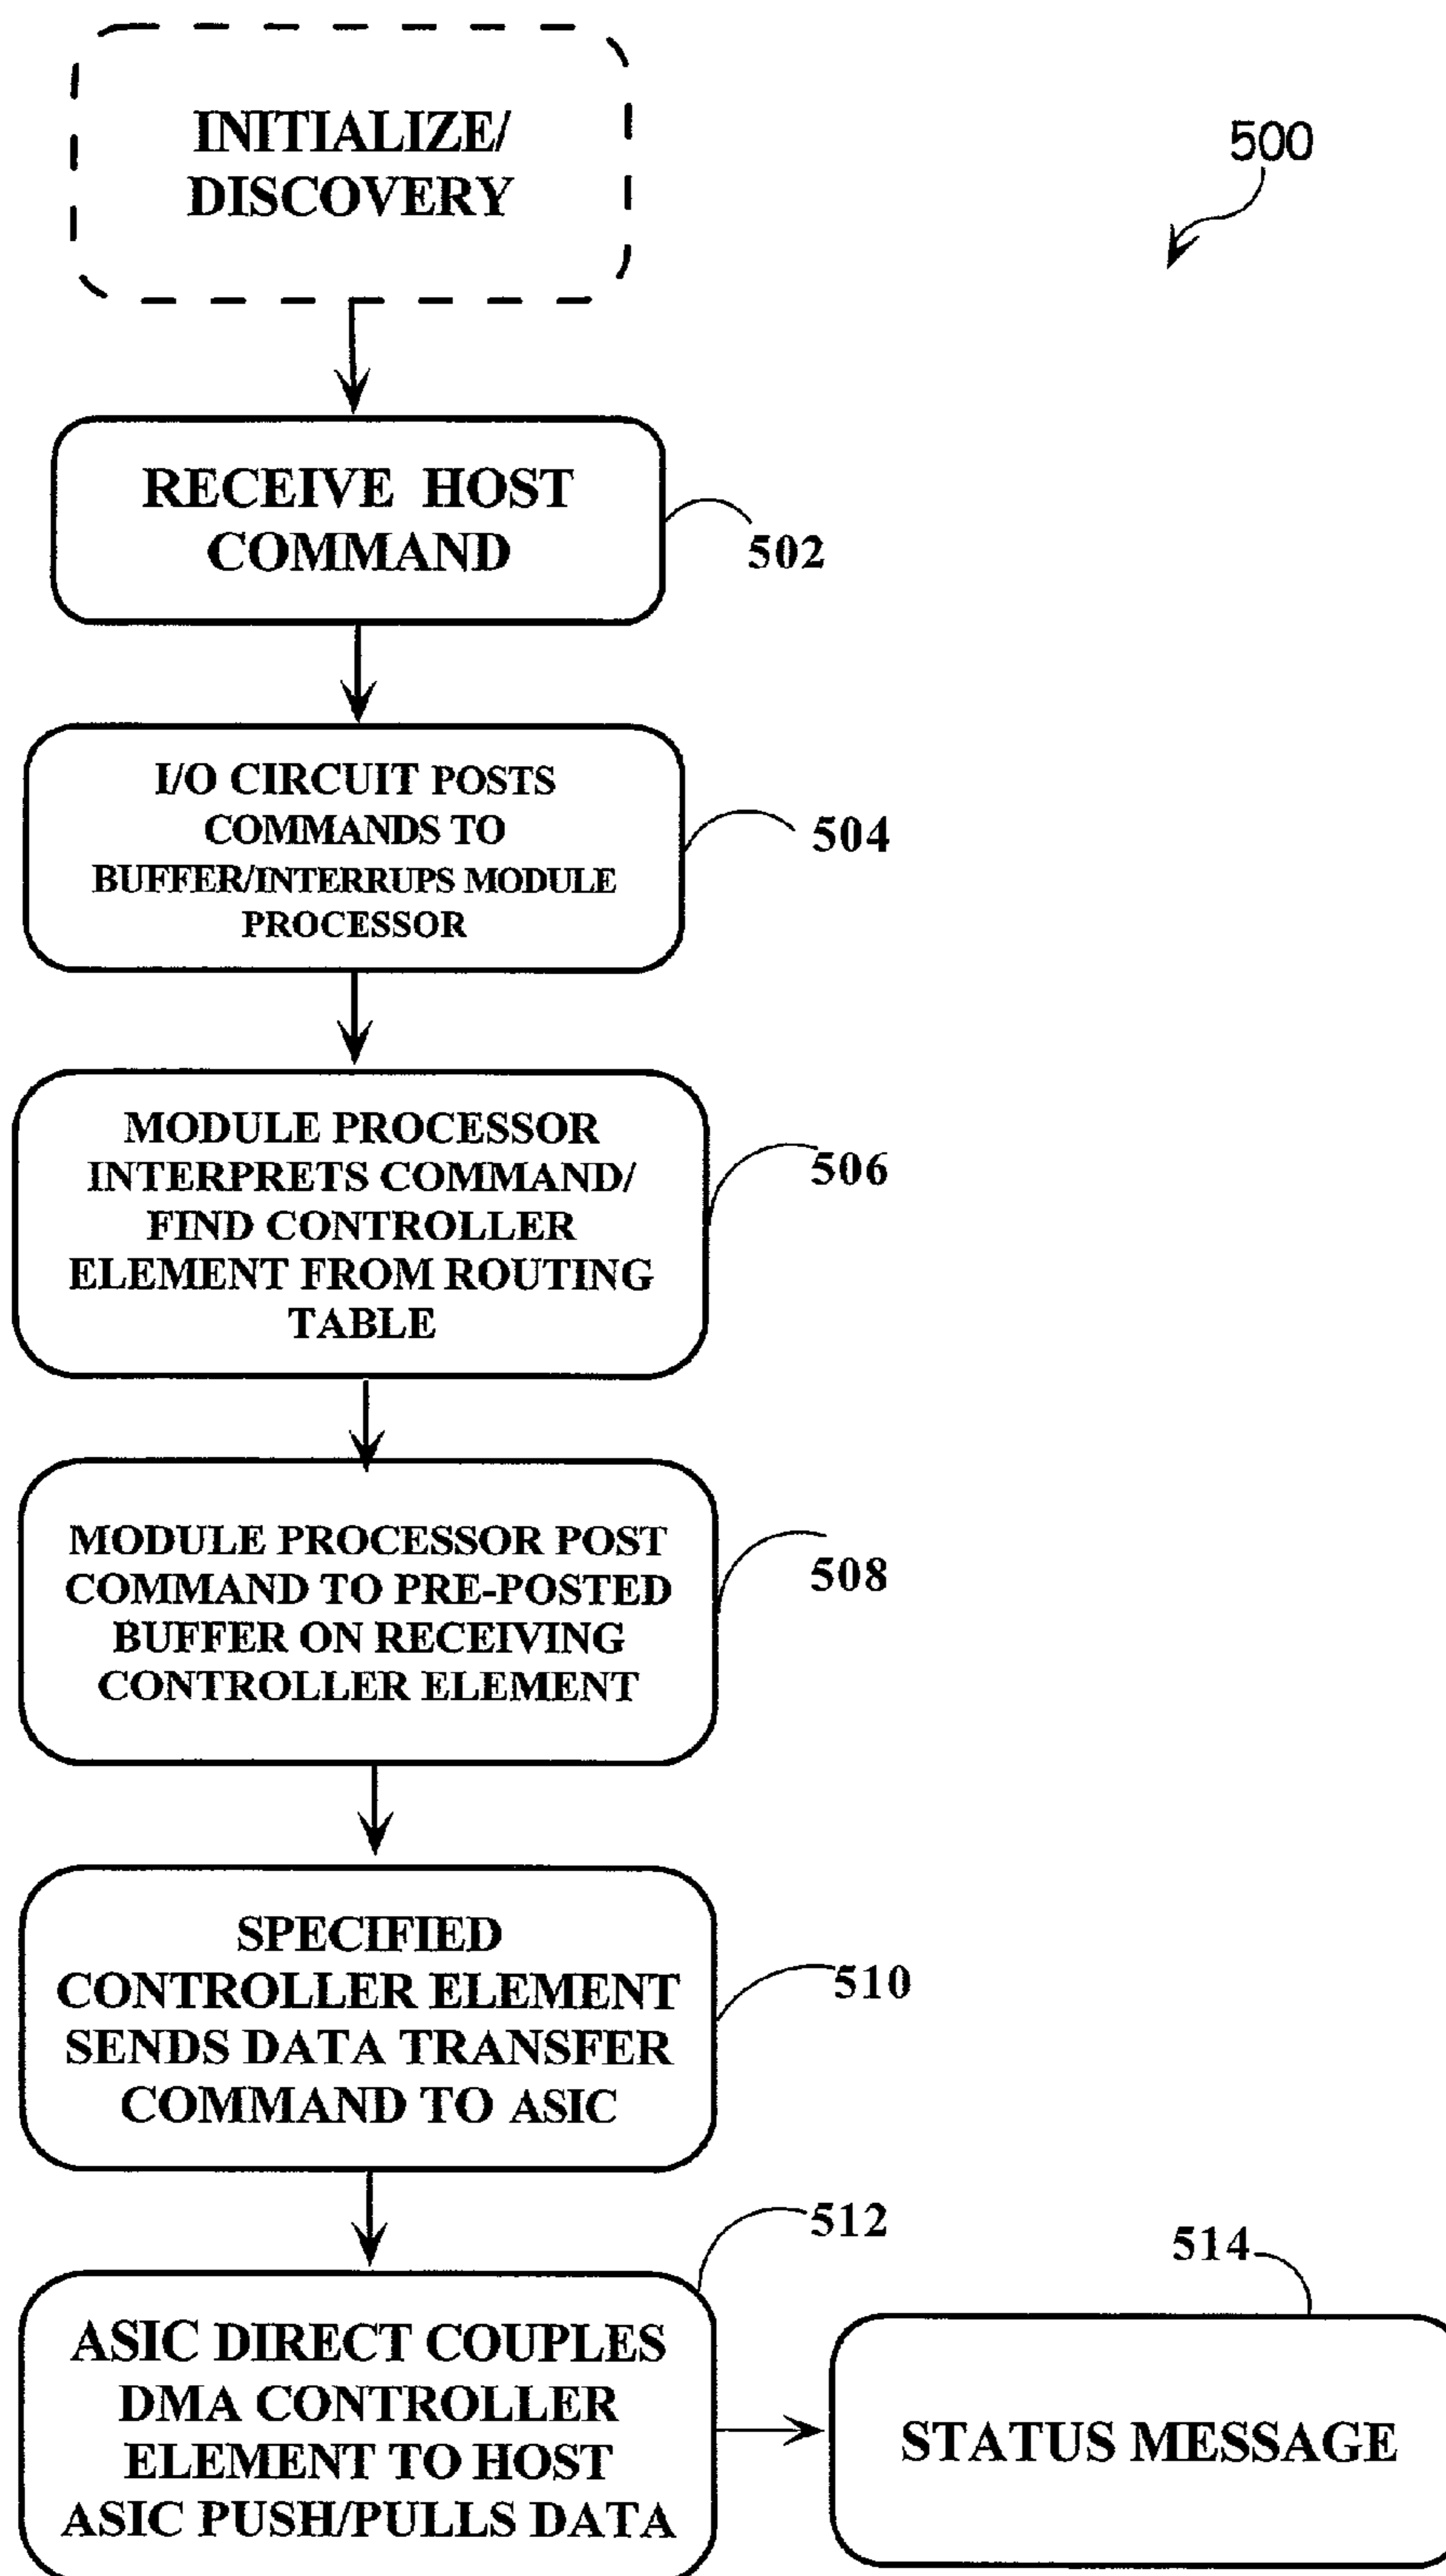 INITIALIZE/
DISCOVERY
500
RECEIVE HOST
COMMAND
502
I/O CIRCUIT POSTS
COMMANDS TO
BUFFER/INTERRUPS MODULE
PROCESSOR
504
MODULE PROCESSOR
INTERPRETS COMMAND/
FIND CONTROLLER
ELEMENT FROM ROUTING
TABLE
506
MODULE PROCESSOR POST
COMMAND TO PRE-POSTED
BUFFER ON RECEIVING
CONTROLLER ELEMENT
508
SPECIFIED
CONTROLLER ELEMENT
SENDS DATA TRANSFER
COMMAND TO ASIC
510
ASIC DIRECT COUPLES
DMA CONTROLLER
ELEMENT TO HOST
ASIC PUSH/PULLS DATA
512
514
STATUS MESSAGE